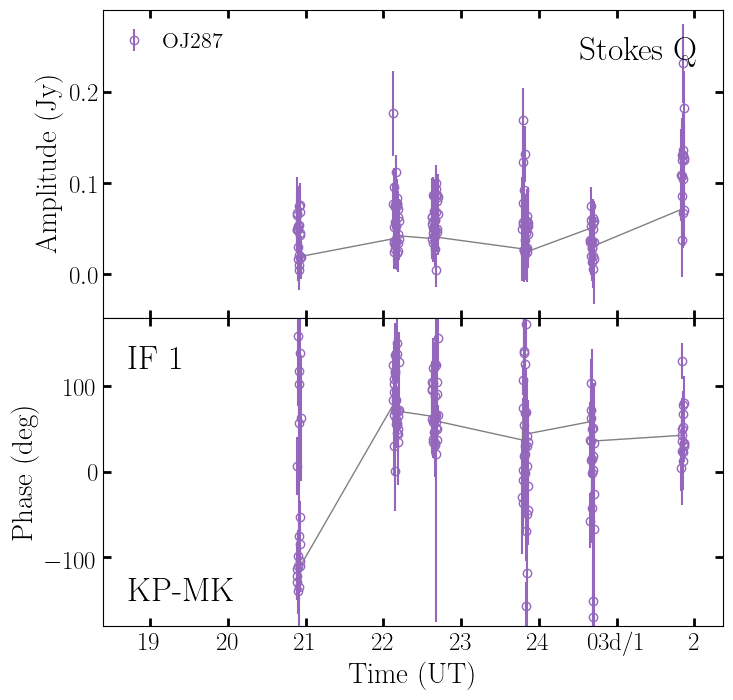 OJ287
Stokes Q
Amplitude (Jy)
0.2
0.1
0.0
IF 1
KP-MK
Phase (deg)
100
0
−100
19 20 21 22 23 24 03d/1 2
Time (UT)